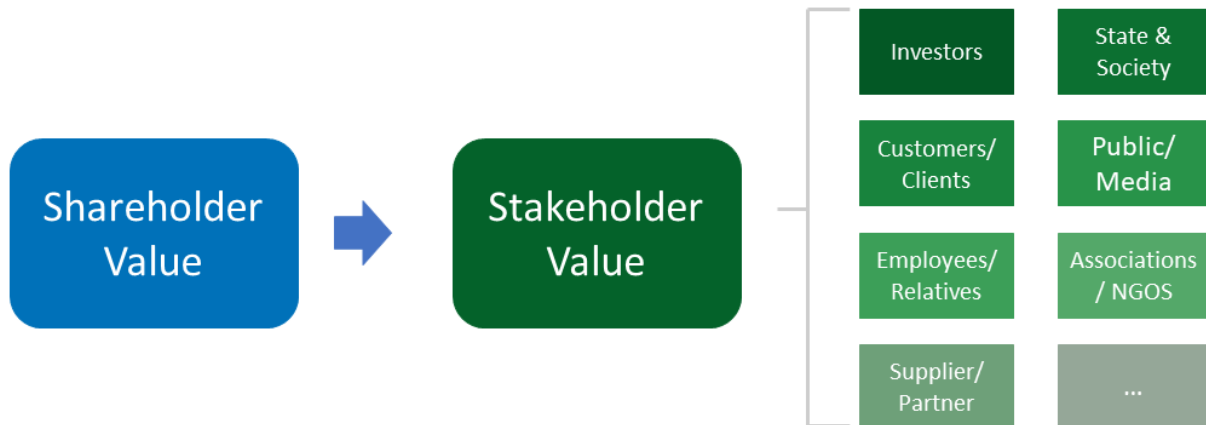 Shareholder
Value
Stakeholder
Value
Investors
State &
Society
Customers/
Clients
Public/
Media
Employees/
Relatives
Associations
/ NGOS
Supplier/
Partner
...